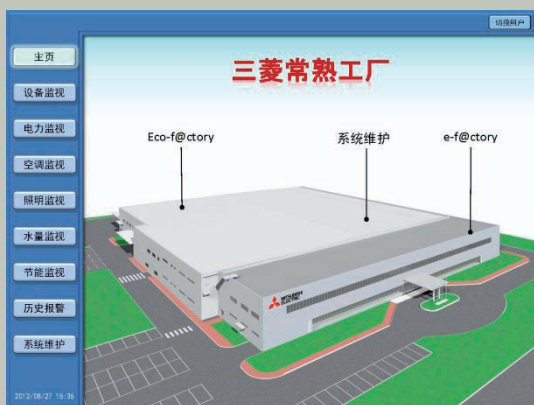 切换用户
主页
设备监视
电力监视
空调监视
照明监视
水量监视
节能监视
历史报警
系统维护
2012/08/27 15:35
三菱常熟工厂
Eco-f@ctory
系统维护
e-f@ctory
MITSUBISHI
ELECTRIC